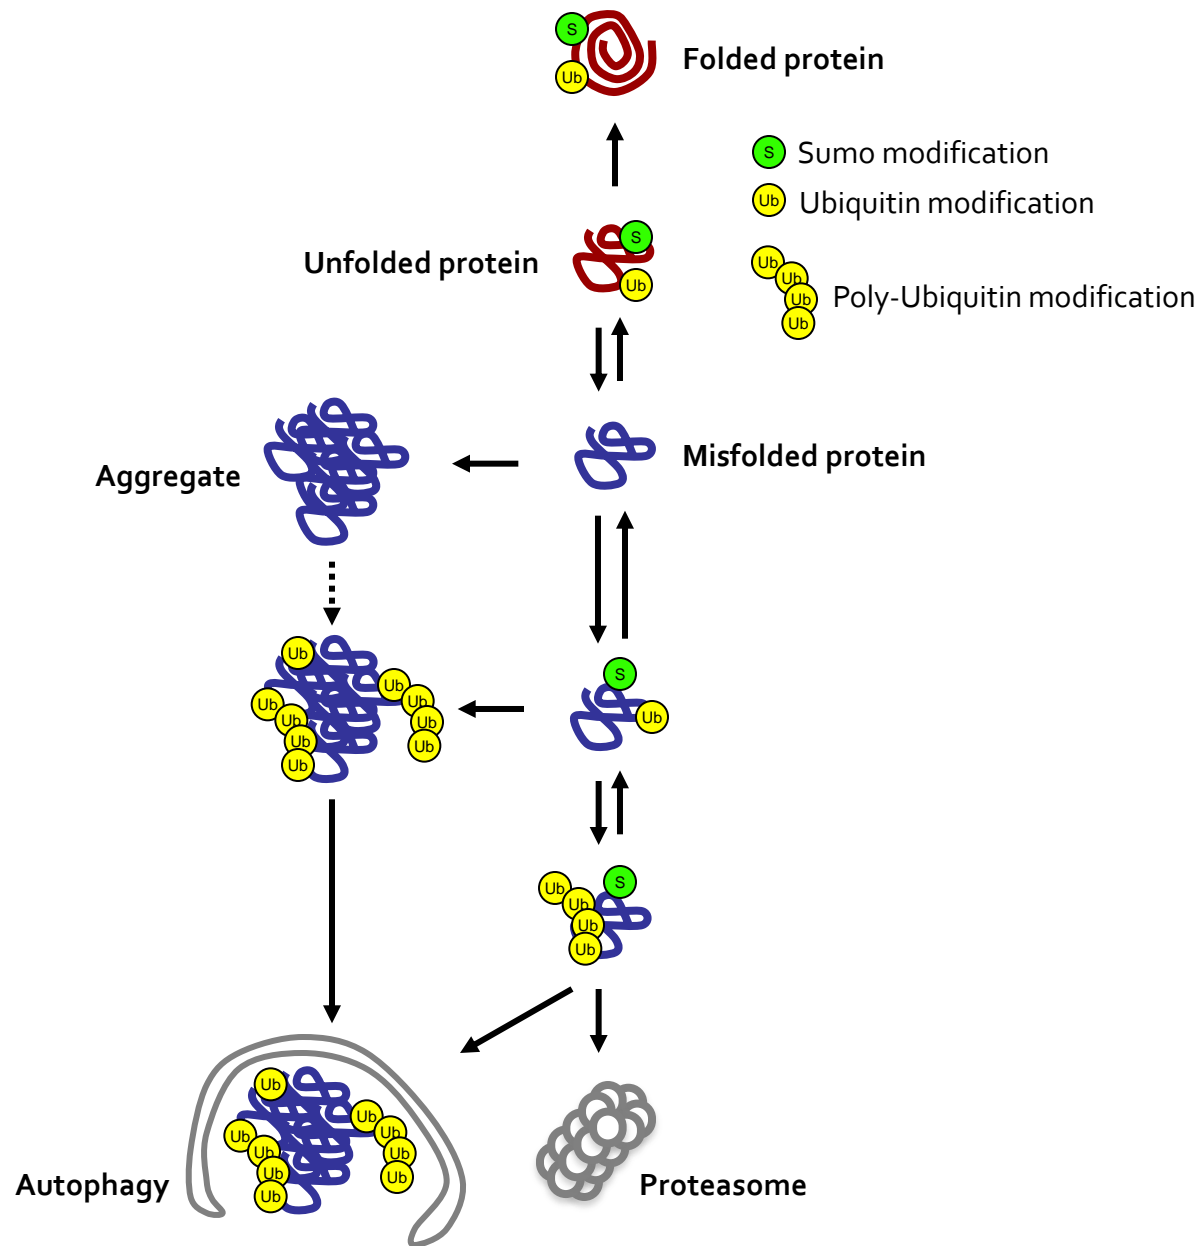 S
Ub
Folded protein
S Sumo modification
Ub Ubiquitin modification
Unfolded protein
S
Ub
Ub
Ub
Ub
Ub
Poly-Ubiquitin modification
Aggregate
Misfolded protein
Ub
Ub
Ub
Ub
Ub
Ub
Ub
Ub
Ub
S
Ub
Ub
Ub
Ub
Ub
S
Ub
Ub
Ub
Ub
Ub
Ub
Ub
Ub
Ub
Autophagy
Proteasome